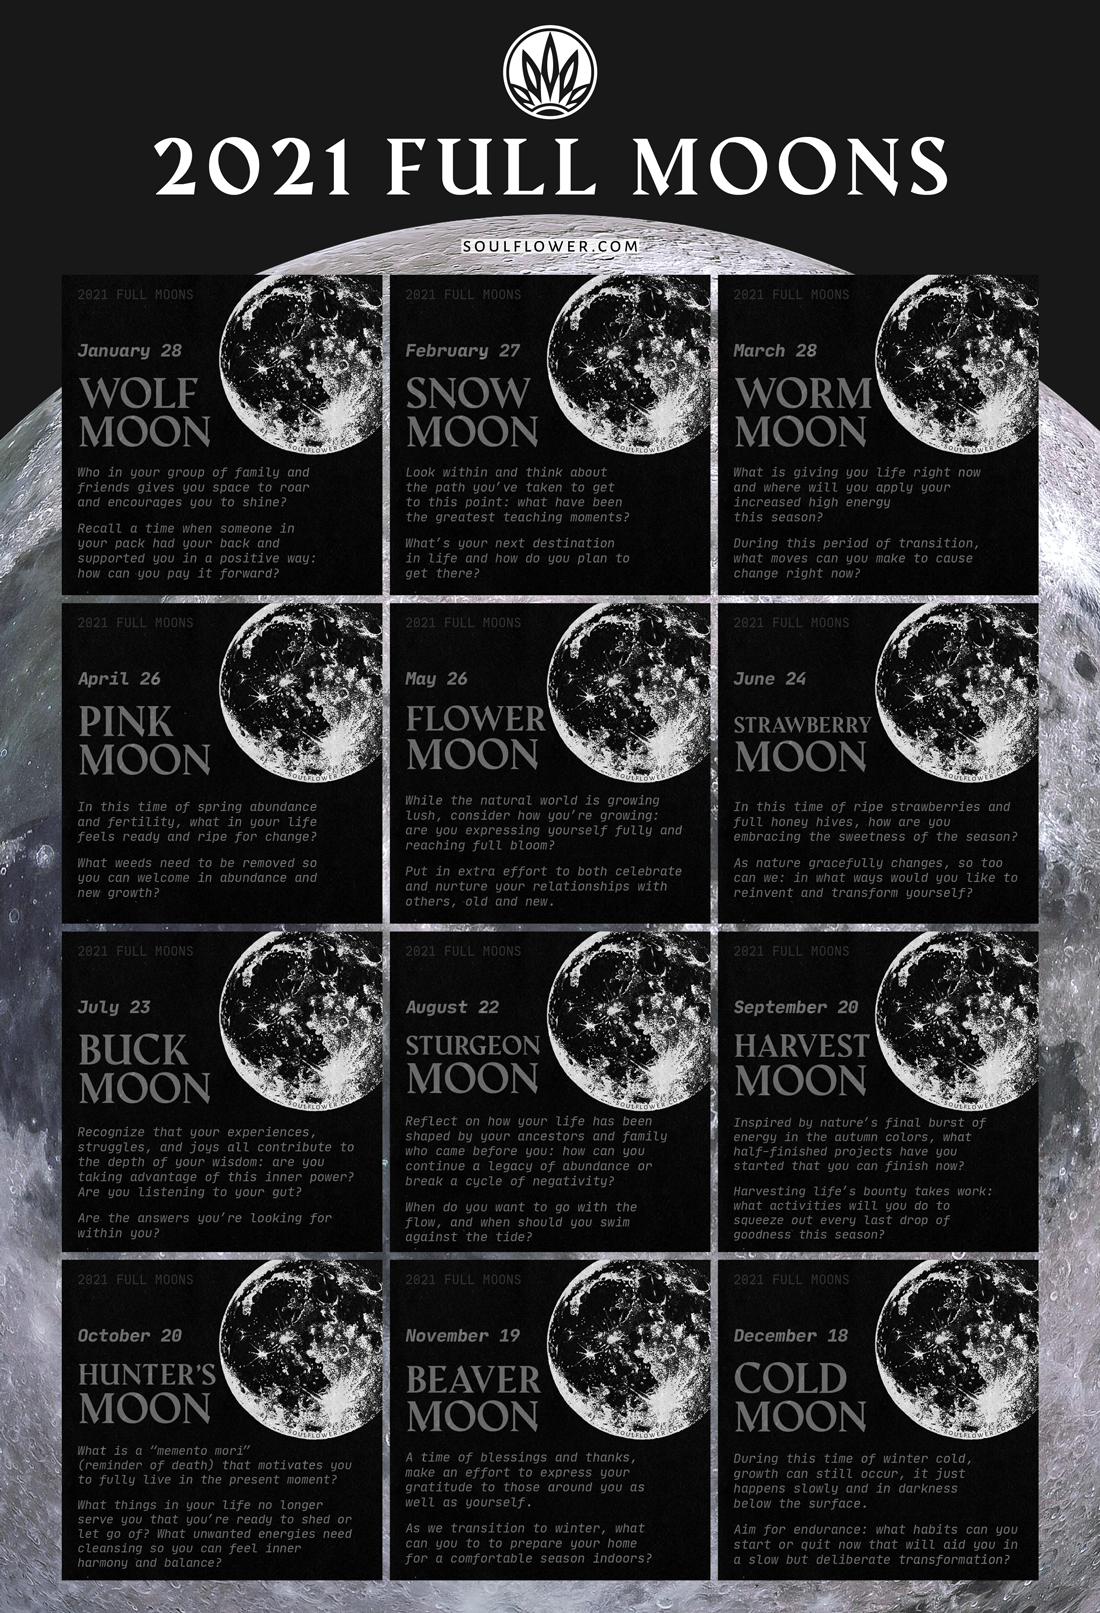 2021 FULL MOONS
SOULFLOWER.COM
2021 FULL MOONS
January 28
WOLF
MOON
SOULFLOWER.COM
Who in your group of family and
friends gives you space to roar
and encourages you to shine?
Recall a time when someone in
your pack had your back and
supported you in a positive way:
how can you pay it forward?
2021 FULL MOONS
February 27
SNOW
MOON
SOULFLOWER.COM
Look within and think about
the path you’ve taken to get
to this point: what have been
the greatest teaching moments?
What’s your next destination
in life and how do you plan to
get there?
2021 FULL MOONS
March 28
WORM
MOON
SOULFLOWER.COM
What is giving you life right now
and where will you apply your
increased high energy
this season?
During this period of transition,
what moves can you make to cause
change right now?
2021 FULL MOONS
April 26
PINK
MOON
SOULFLOWER.COM
In this time of spring abundance
and fertility, what in your life
feels ready and ripe for change?
What weeds need to be removed so
you can welcome in abundance and
new growth?
2021 FULL MOONS
May 26
FLOWER
MOON
SOULFLOWER.COM
While the natural world is growing
lush, consider how you’re growing:
are you expressing yourself fully and
reaching full bloom?
Put in extra effort to both celebrate
and nurture your relationships with
others, old and new.
2021 FULL MOONS
June 24
STRAWBERRY
MOON
SOULFLOWER.COM
In this time of ripe strawberries and
full honey hives, how are you
embracing the sweetness of the season?
As nature gracefully changes, so too
can we: in what ways would you like to
reinvent and transform yourself?
2021 FULL MOONS
July 23
BUCK
MOON
SOULFLOWER.COM
Recognize that your experiences,
struggles, and joys all contribute to
the depth of your wisdom: are you
taking advantage of this inner power?
Are you listening to your gut?
Are the answers you’re looking for
within you?
2021 FULL MOONS
August 22
STURGEON
MOON
SOULFLOWER.COM
Reflect on how your life has been
shaped by your ancestors and family
who came before you: how can you
continue a legacy of abundance or
break a cycle of negativity?
When do you want to go with the
flow, and when should you swim
against the tide?
2021 FULL MOONS
September 20
HARVEST
MOON
SOULFLOWER.COM
Inspired by nature’s final burst of
energy in the autumn colors, what
half-finished projects have you
started that you can finish now?
Harvesting life’s bounty takes work:
what activities will you do to
squeeze out every last drop of
goodness this season?
2021 FULL MOONS
October 20
HUNTER’S
MOON
SOULFLOWER.COM
What is a “memento mori”
(reminder of death) that motivates you
to fully live in the present moment?
What things in your life no longer
serve you that you’re ready to shed or
let go of? What unwanted energies need
cleansing so you can feel inner
harmony and balance?
2021 FULL MOONS
November 19
BEAVER
MOON
SOULFLOWER.COM
A time of blessings and thanks,
make an effort to express your
gratitude to those around you as
well as yourself.
As we transition to winter, what
can you to to prepare your home
for a comfortable season indoors?
2021 FULL MOONS
December 18
COLD
MOON
SOULFLOWER.COM
During this time of winter cold,
growth can still occur, it just
happens slowly and in darkness
below the surface.
Aim for endurance: what habits can you
start or quit now that will aid you in
a slow but deliberate transformation?